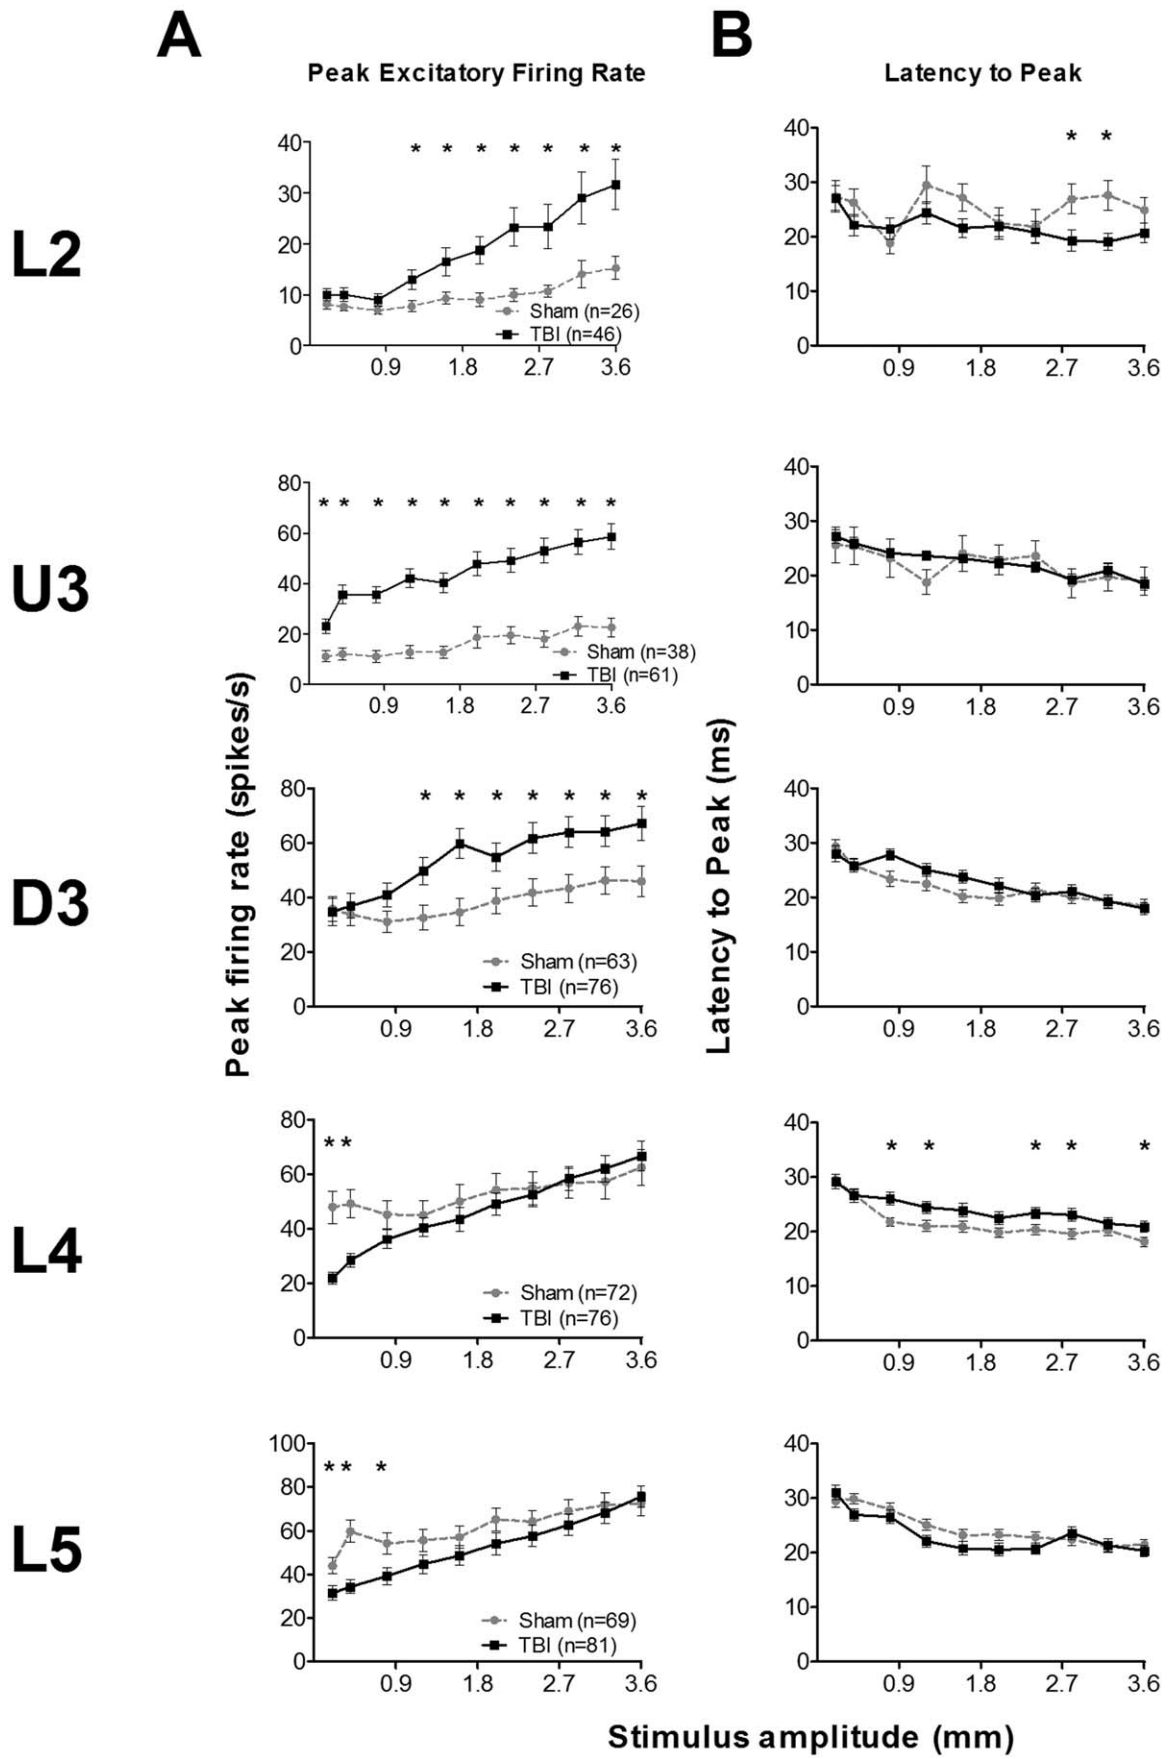 A
B
Peak Excitatory Firing Rate
Latency to Peak
L2
40
* * * * * * *
30
20
10
0
Sham (n=26)
TBI (n=46)
0.9 1.8 2.7 3.6
40
* *
30
20
10
0
0.9 1.8 2.7 3.6
U3
80
* * * * * * * * * *
60
40
20
0
Sham (n=38)
TBI (n=61)
0.9 1.8 2.7 3.6
40
30
20
10
0
0.9 1.8 2.7 3.6
Peak firing rate (spikes/s)
Latency to Peak (ms)
D3
80
* * * * * * *
60
40
20
0
Sham (n=63)
TBI (n=76)
0.9 1.8 2.7 3.6
40
30
20
10
0
0.9 1.8 2.7 3.6
L4
80
* *
60
40
20
0
Sham (n=72)
TBI (n=76)
0.9 1.8 2.7 3.6
40
* * * * *
30
20
10
0
0.9 1.8 2.7 3.6
L5
100
* * *
80
60
40
20
0
Sham (n=69)
TBI (n=81)
0.9 1.8 2.7 3.6
40
30
20
10
0
0.9 1.8 2.7 3.6
Stimulus amplitude (mm)